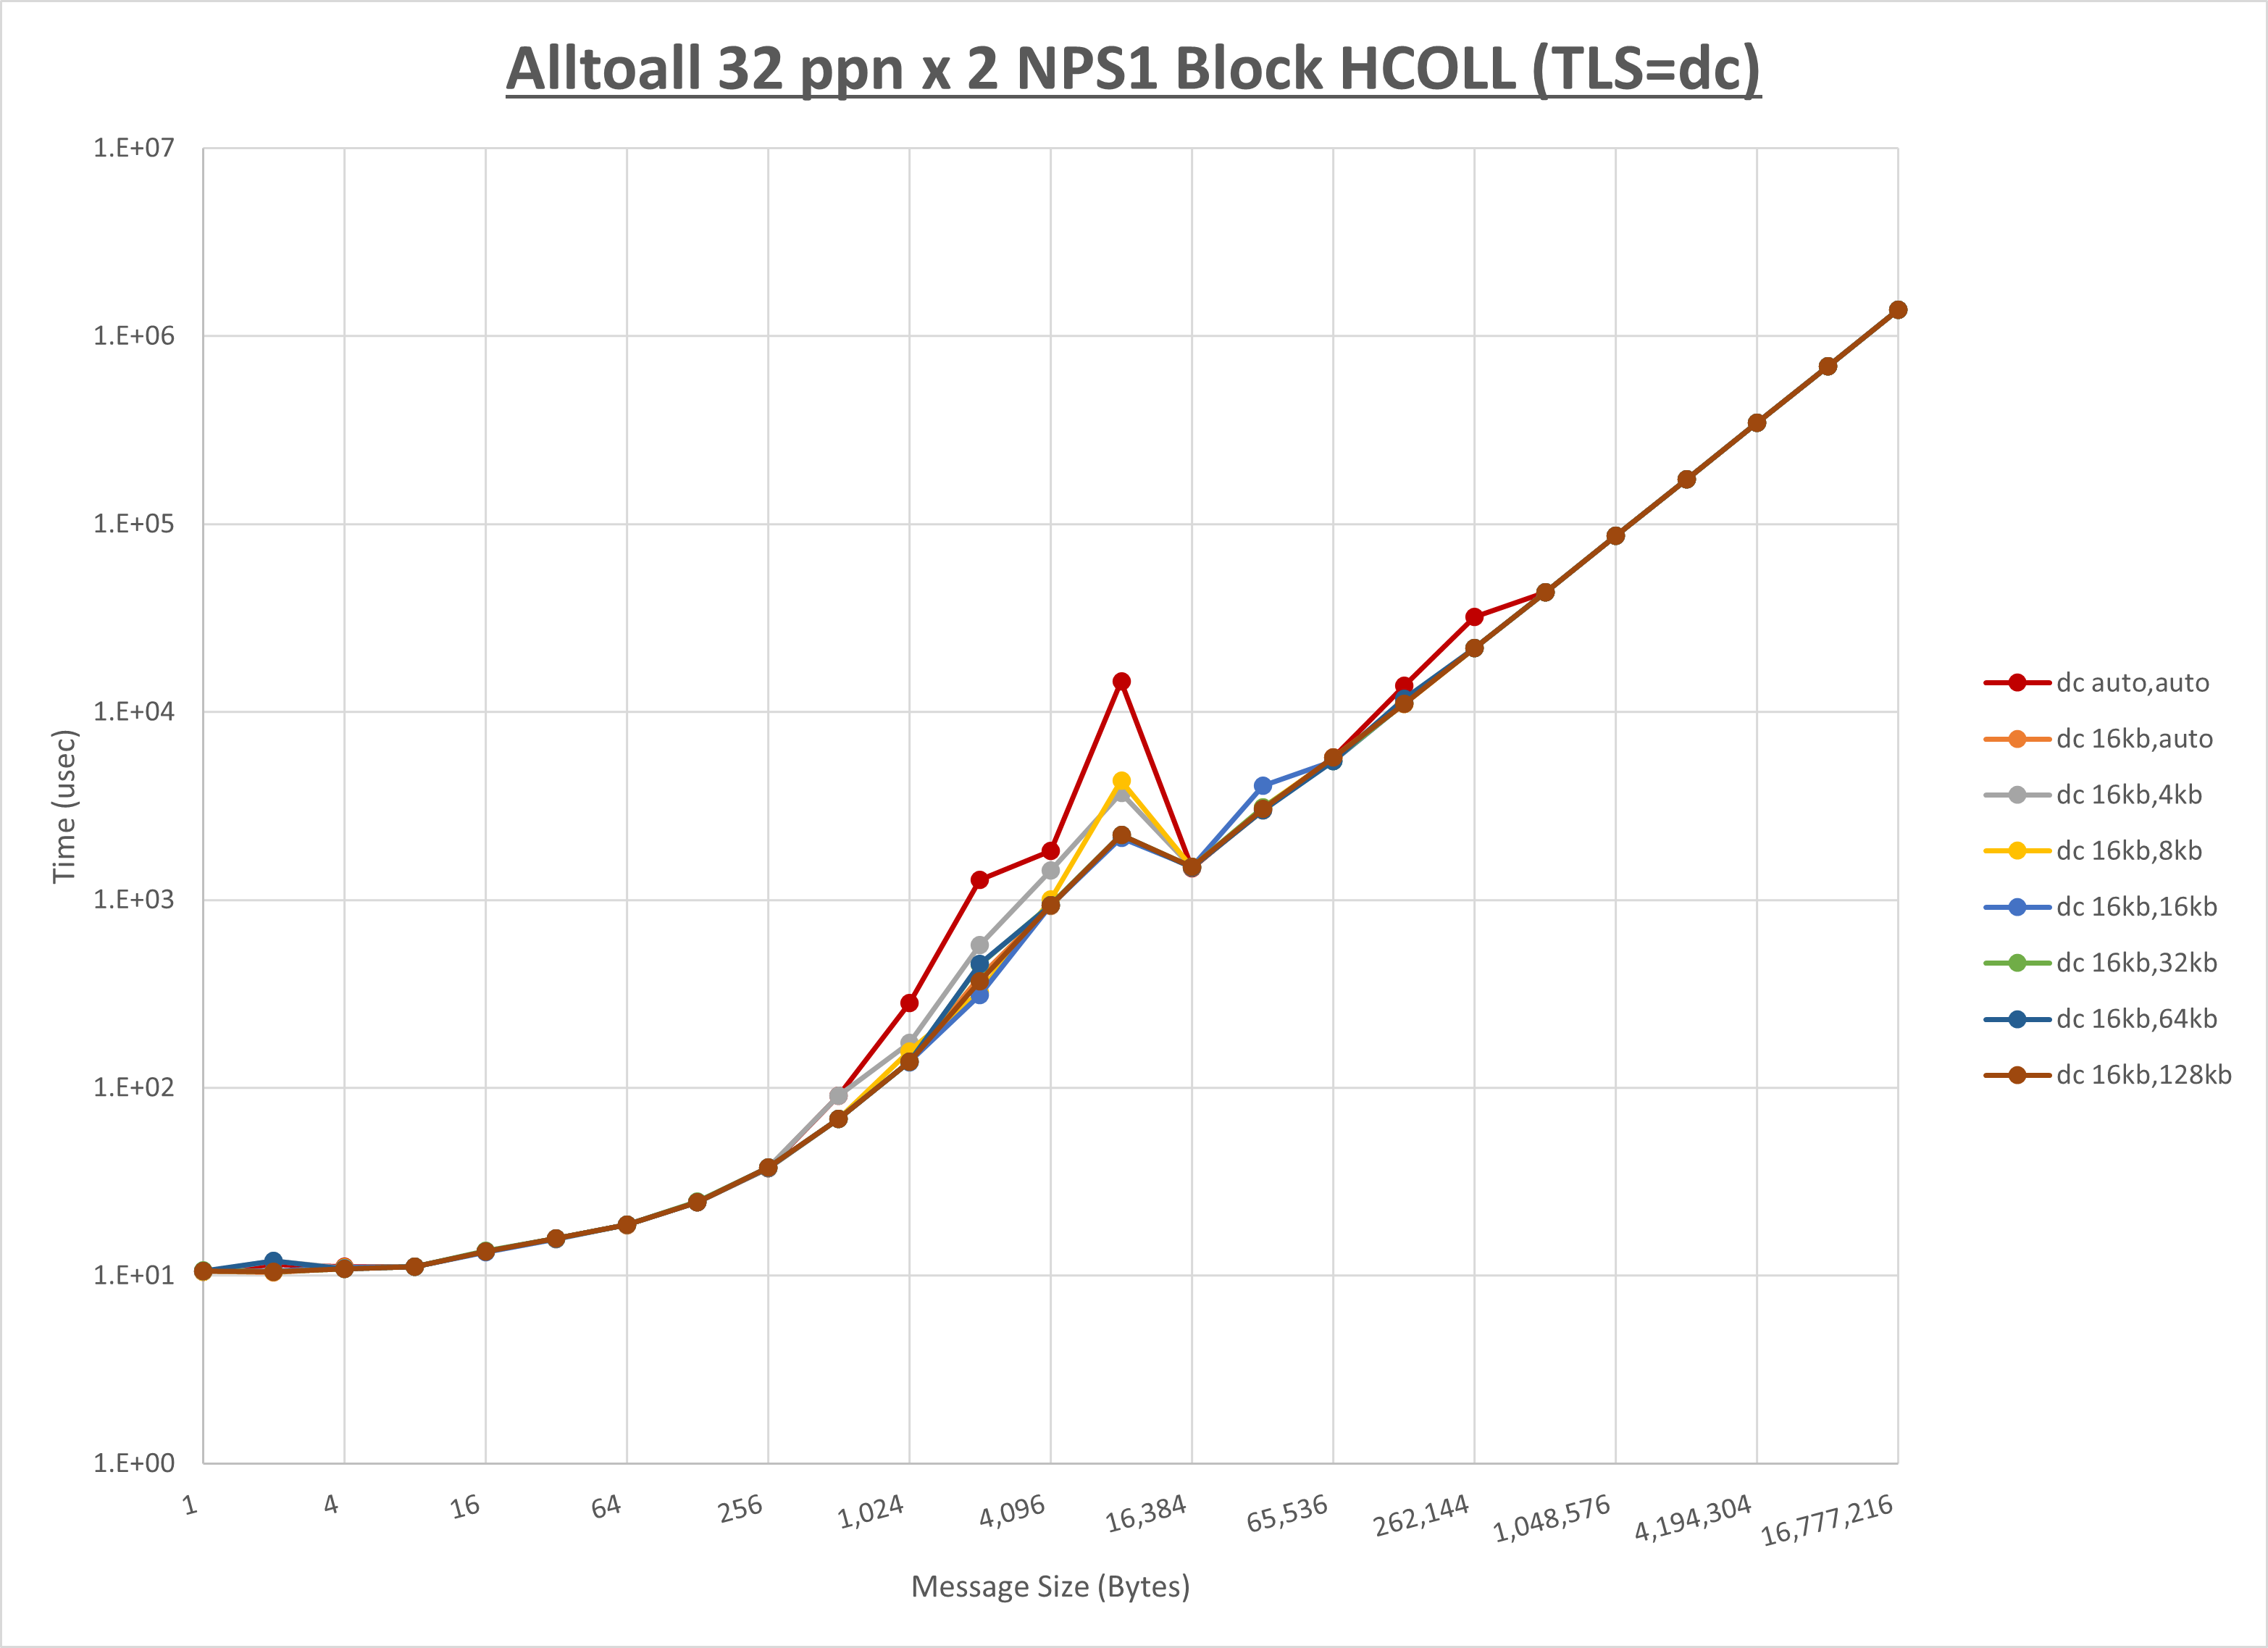 Alltoall 32 ppn x 2 NPS1 Block HCOLL (TLS=dc)
1.E+07
1.E+06
1.E+05
1.E+04
1.E+03
1.E+02
1.E+01
1.E+00
Time (usec)
1
4
16
64
256
1,024
4,096
16,384
65,536
262,144
1,048,576
4,194,304
16,777,216
Message Size (Bytes)
dc auto,auto
dc 16kb,auto
dc 16kb,4kb
dc 16kb,8kb
dc 16kb,16kb
dc 16kb,32kb
dc 16kb,64kb
dc 16kb,128kb